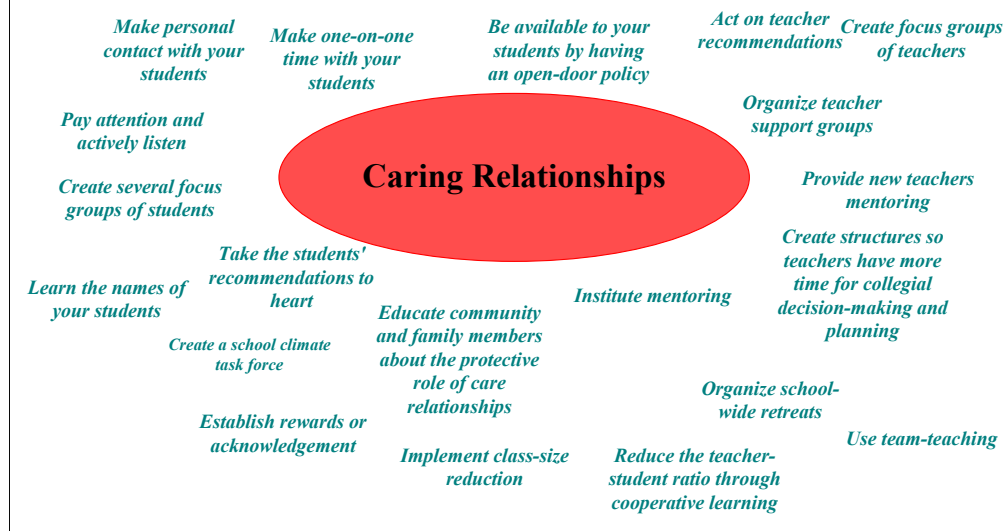 Make personal
contact with your
students
Make one-on-one
time with your
students
Be available to your
students by having
an open-door policy
Act on teacher
recommendations
Create focus groups
of teachers
Pay attention and
actively listen
Organize teacher
support groups
Caring Relationships
Create several focus
groups of students
Provide new teachers
mentoring
Take the students'
recommendations to
heart
Create structures so
teachers have more
time for collegial
decision-making and
planning
Learn the names of
your students
Institute mentoring
Educate community
and family members
about the protective
role of care
relationships
Create a school climate
task force
Organize school-
wide retreats
Establish rewards or
acknowledgement
Use team-teaching
Implement class-size
reduction
Reduce the teacher-
student ratio through
cooperative learning